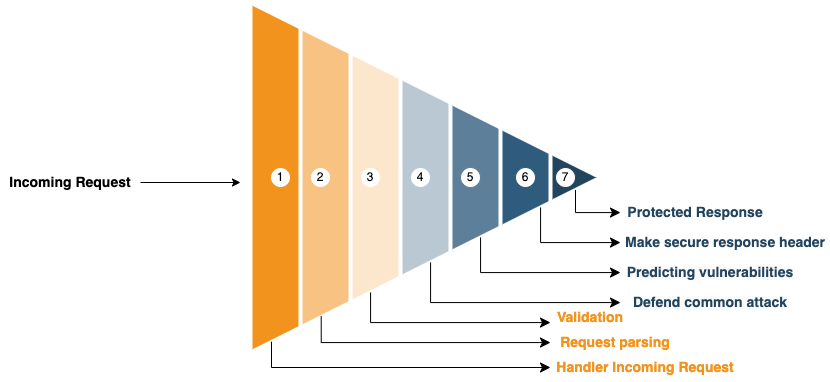 Incoming Request
1 2 3 4 5 6 7
Protected Response
Make secure response header
Predicting vulnerabilities
Defend common attack
Validation
Request parsing
Handler Incoming Request